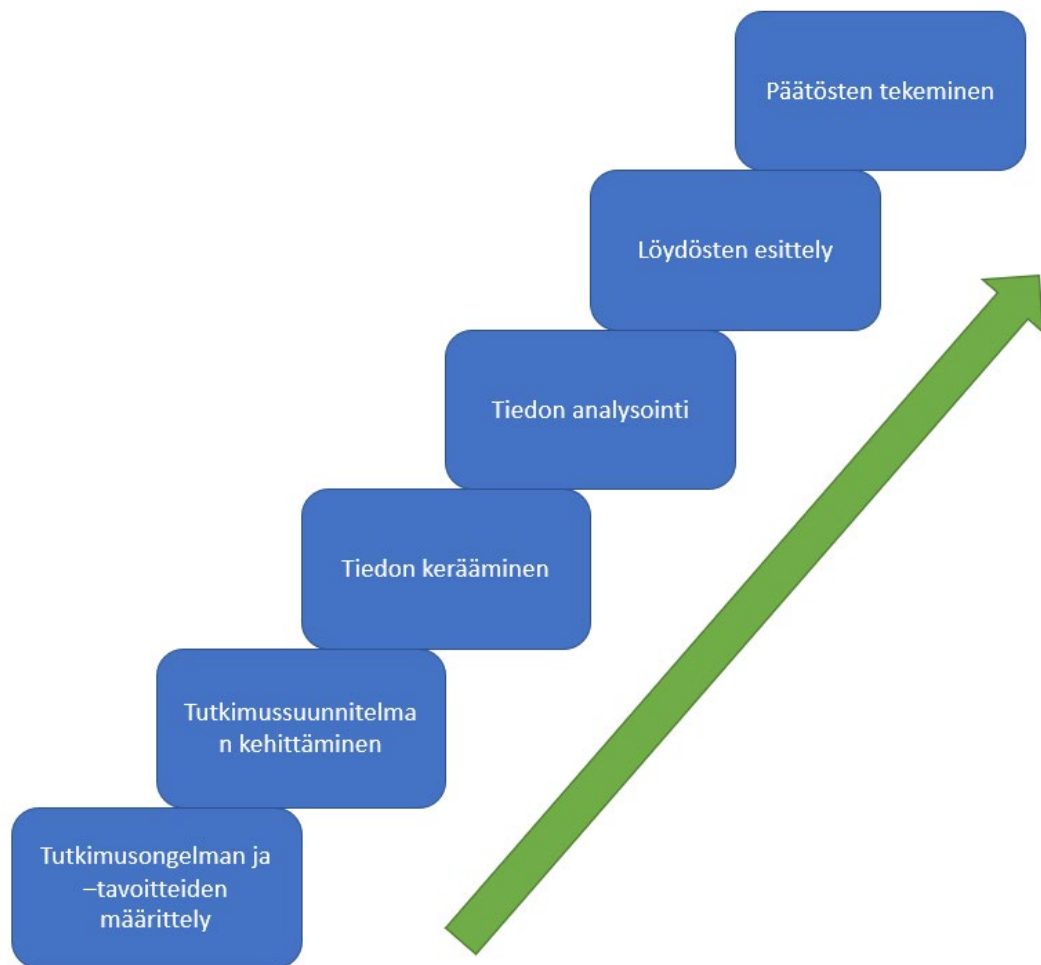 Päätösten tekeminen
Löydösten esittely
Tiedon analysointi
Tiedon kerääminen
Tutkimussuunnitelma
n kehittäminen
Tutkimusongelman ja
–tavoitteiden
määrittely